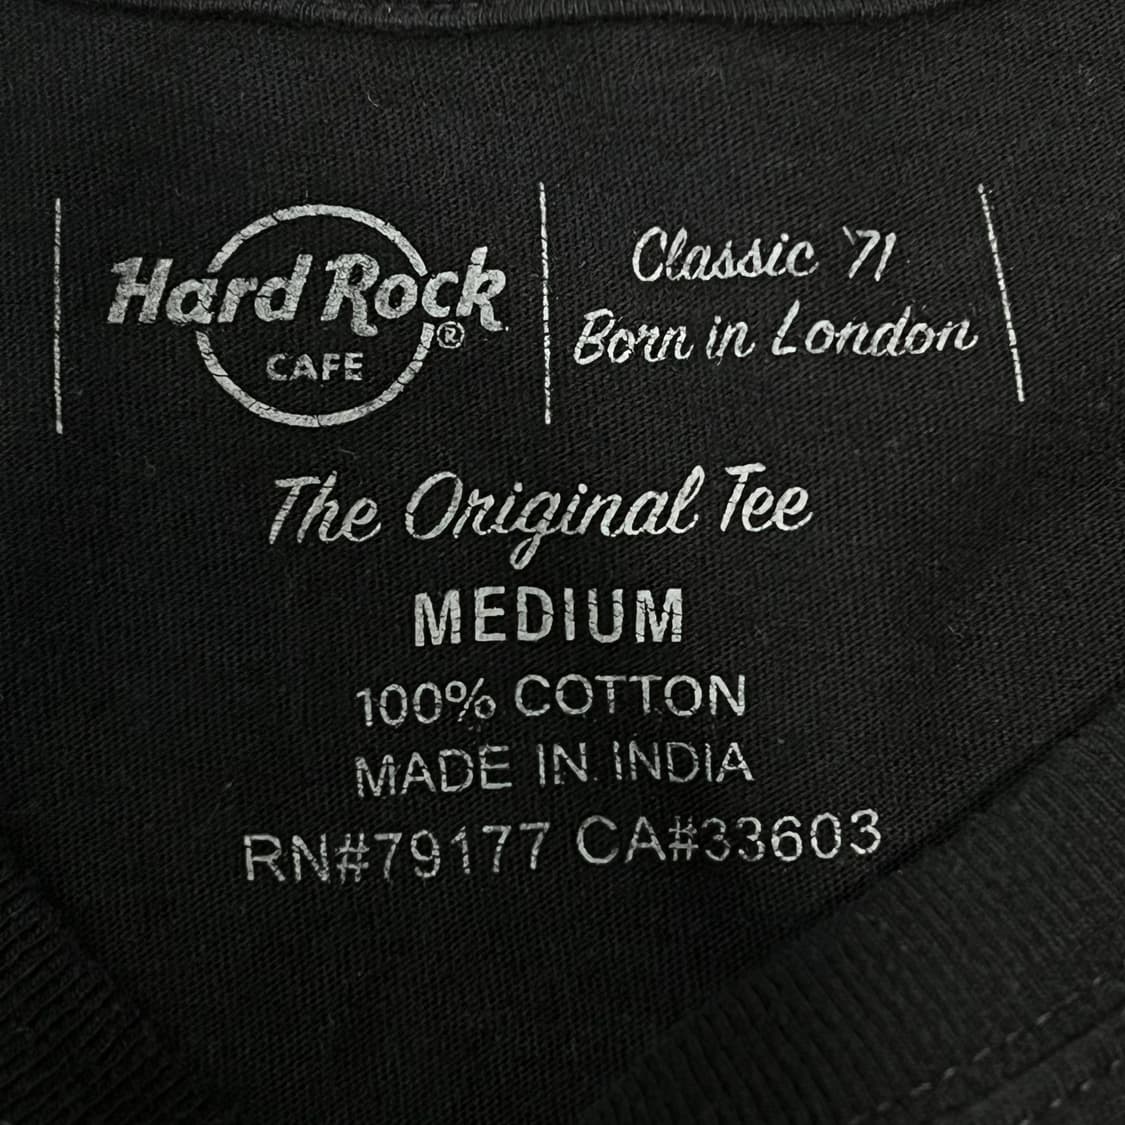 Hard Rock®
CAFE
Classic '71
Born in London
The Original Tee
MEDIUM
100% COTTON
MADE IN INDIA
RN#79177 CA#33603